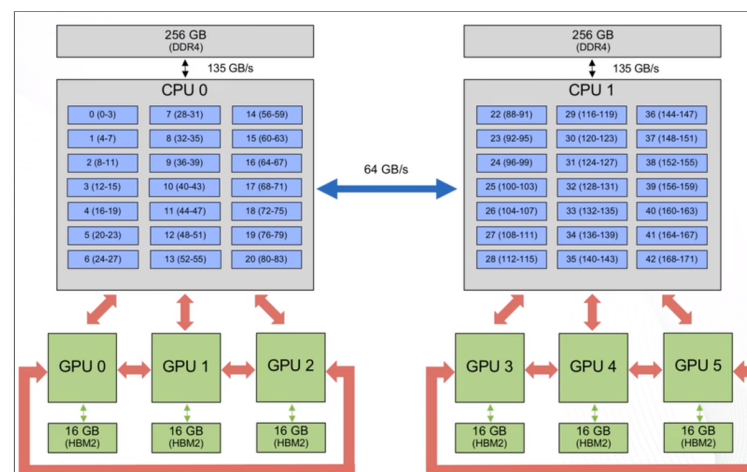 256 GB
(DDR4)
135 GB/s
CPU 0
0 (0-3)
7 (28-31)
14 (56-59)
1 (4-7)
8 (32-35)
15 (60-63)
2 (8-11)
9 (36-39)
16 (64-67)
3 (12-15)
10 (40-43)
17 (68-71)
4 (16-19)
11 (44-47)
18 (72-75)
5 (20-23)
12 (48-51)
19 (76-79)
6 (24-27)
13 (52-55)
20 (80-83)
64 GB/s
256 GB
(DDR4)
135 GB/s
CPU 1
22 (88-91)
29 (116-119)
36 (144-147)
23 (92-95)
30 (120-123)
37 (148-151)
24 (96-99)
31 (124-127)
38 (152-155)
25 (100-103)
32 (128-131)
39 (156-159)
26 (104-107)
33 (132-135)
40 (160-163)
27 (108-111)
34 (136-139)
41 (164-167)
28 (112-115)
35 (140-143)
42 (168-171)
GPU 0
GPU 1
GPU 2
16 GB
(HBM2)
16 GB
(HBM2)
16 GB
(HBM2)
GPU 3
GPU 4
GPU 5
16 GB
(HBM2)
16 GB
(HBM2)
16 GB
(HBM2)